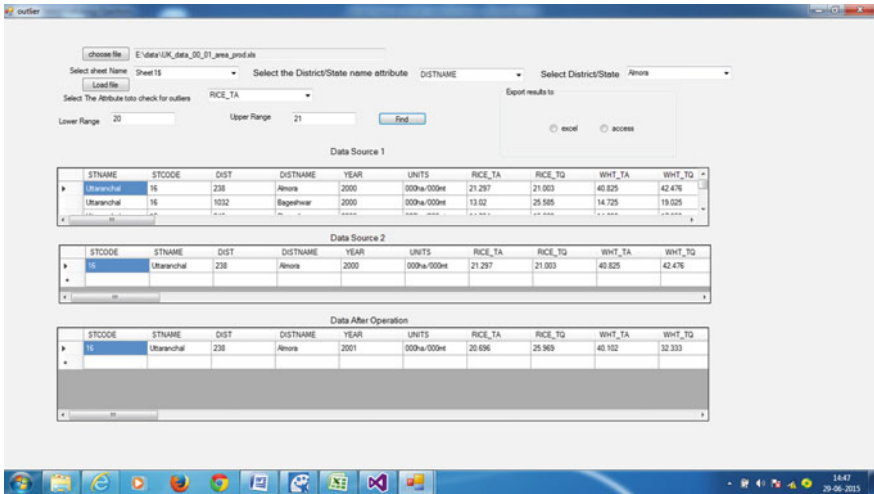 outlier
choose file E:\data\UK_data_00_01_area_prod.xls
Select sheet Name Sheet1$ Select the District/State name attribute DISTNAME Select District/State Almora
Load file
Select The Attribute toto check for outliers RICE_TA Export results to
Lower Range 20 Upper Range 21 Find
excel access
Data Source 1
STNAME STCODE DIST DISTNAME YEAR UNITS RICE_TA RICE_TQ WHT_TA WHT_TQ
Uttaranchal 16 238 Almora 2000 000ha/000mt 21.297 21.003 40.825 42.476
Uttaranchal 16 1032 Bageshwar 2000 000ha/000mt 13.02 25.585 14.725 19.025
Data Source 2
STCODE STNAME DIST DISTNAME YEAR UNITS RICE_TA RICE_TQ WHT_TA WHT_TQ
16 Uttaranchal 238 Almora 2000 000ha/000mt 21.297 21.003 40.825 42.476
Data After Operation
STCODE STNAME DIST DISTNAME YEAR UNITS RICE_TA RICE_TQ WHT_TA WHT_TQ
16 Uttaranchal 238 Almora 2001 000ha/000mt 20.696 25.969 40.102 32.333
14:47
29-06-2015